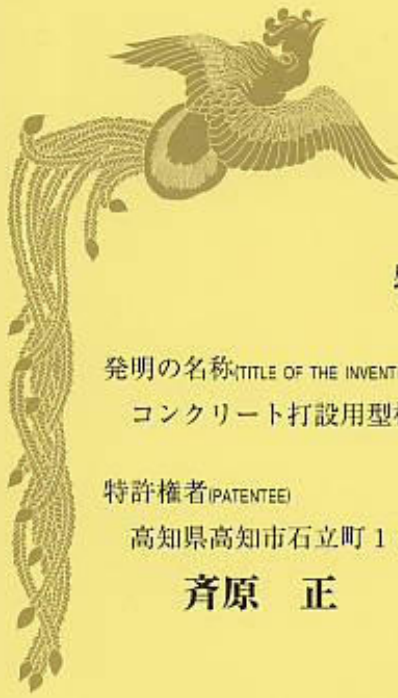 発明の名称(TITLE OF THE INVENT
コンクリート打設用型
特許権者(PATENTEE)
高知県高知市石立町1
斉原 正